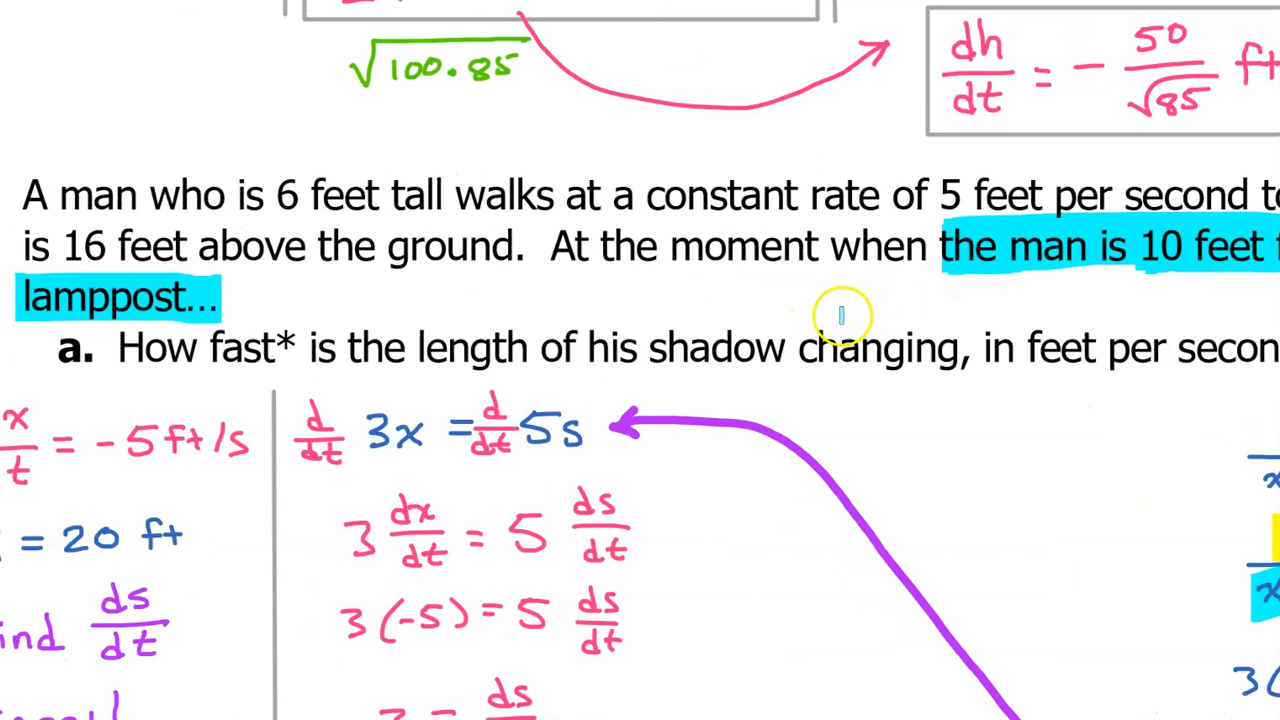 √100.85
dh/dt = - 50/√85 ft
A man who is 6 feet tall walks at a constant rate of 5 feet per second to
is 16 feet above the ground. At the moment when the man is 10 feet f
lamppost...
a. How fast* is the length of his shadow changing, in feet per secon
x/t = -5 ft/s
d/dt 3x = d/dt 5s
3 dx/dt = 5 ds/dt
= 20 ft
ind ds/dt
3(-5) = 5 ds/dt
= ds
x
3(